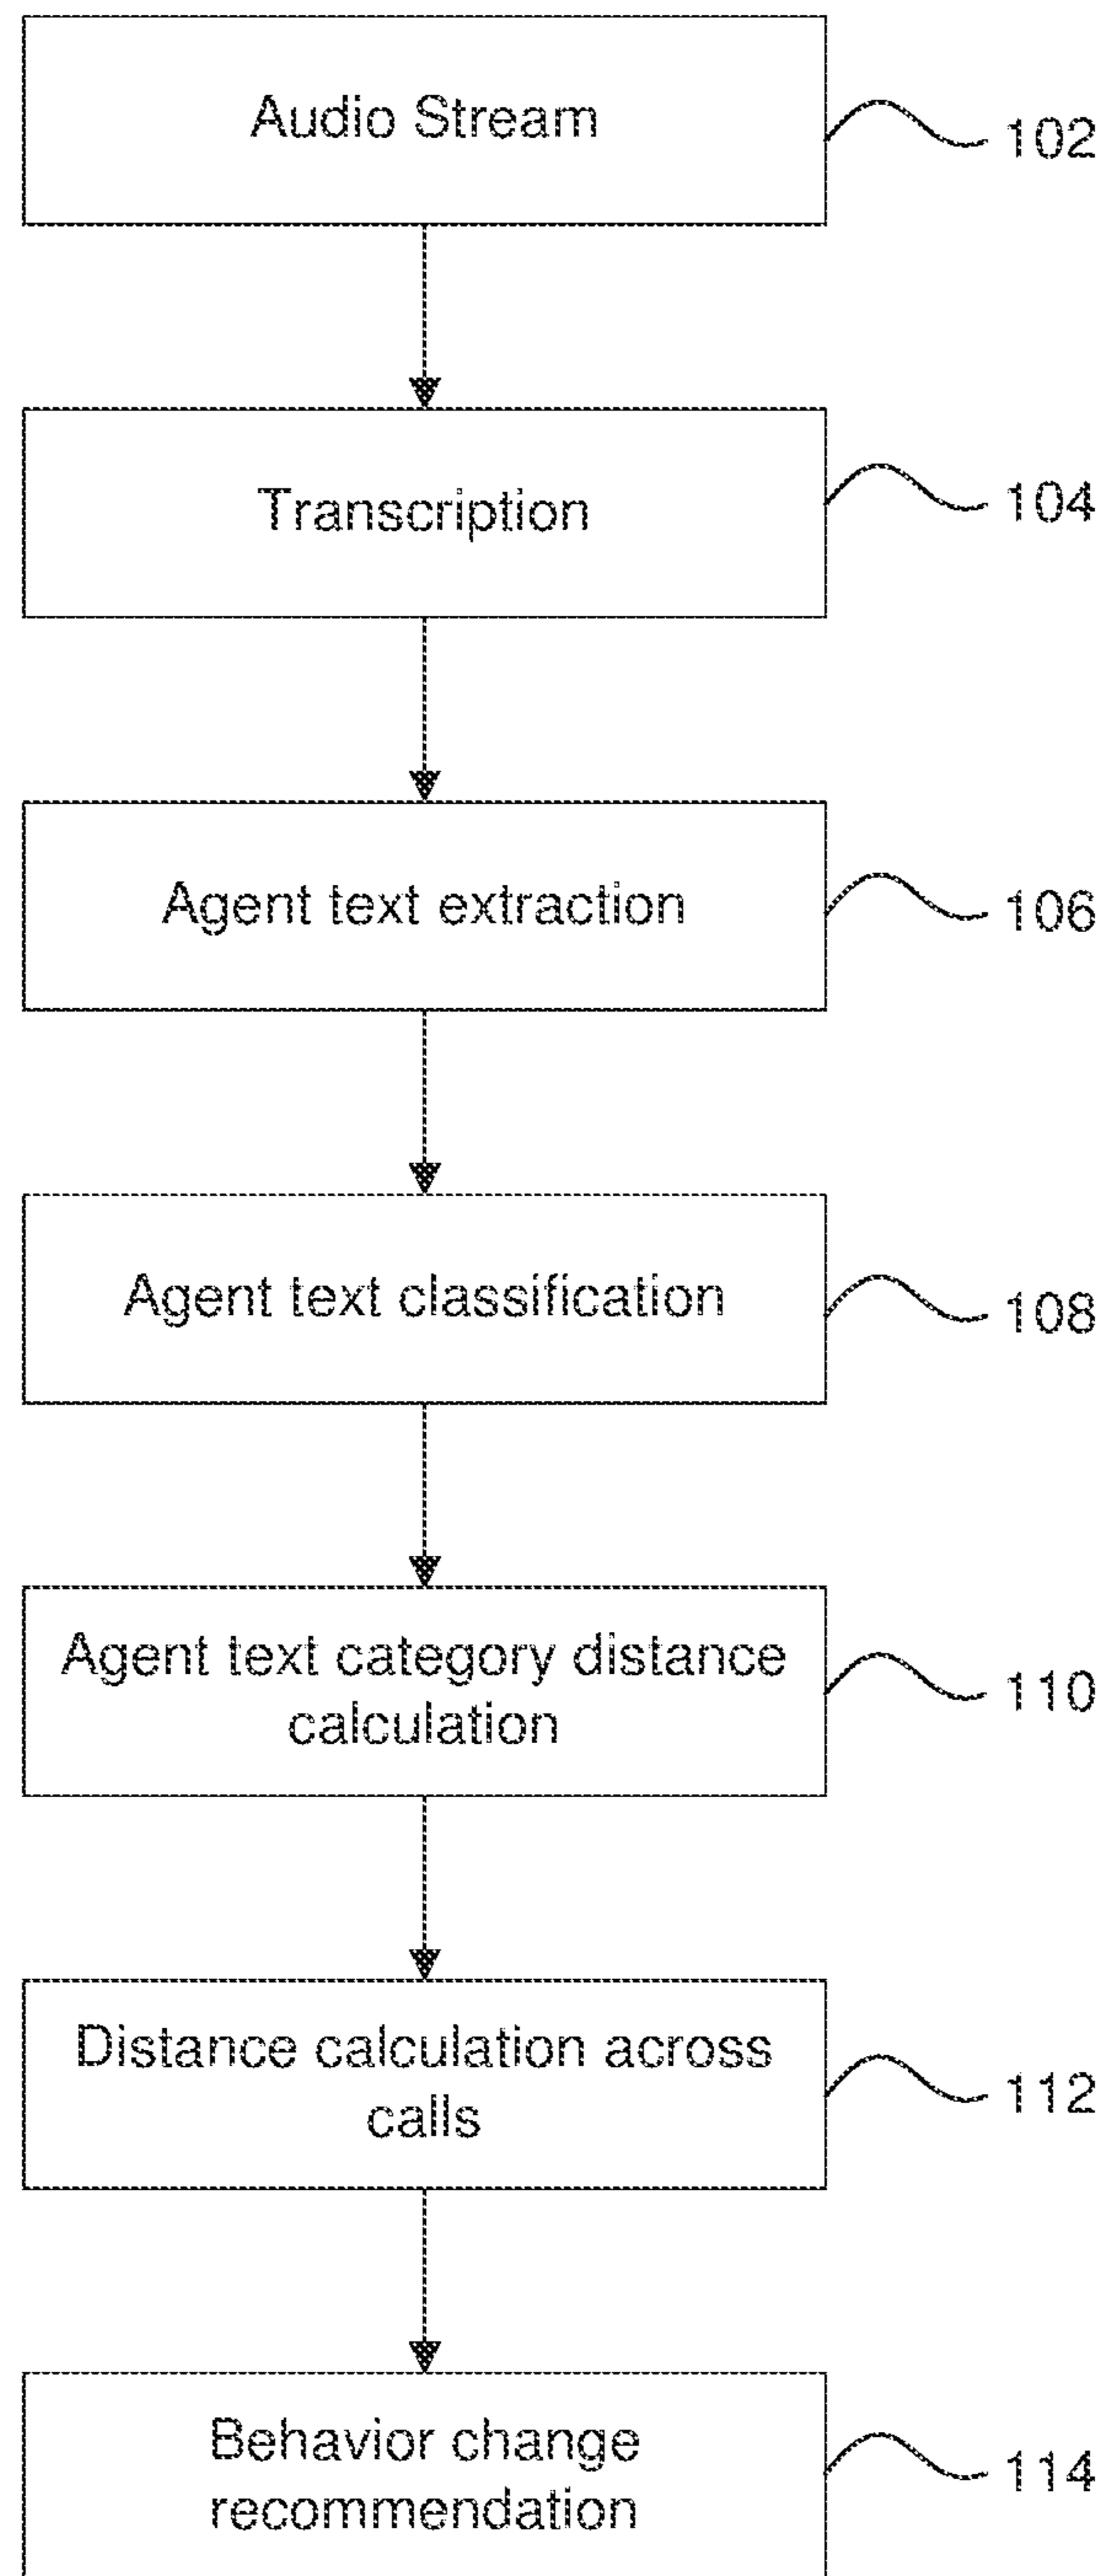 Audio Stream
102
Transcription
104
Agent text extraction
106
Agent text classification
108
Agent text category distance
calculation
110
Distance calculation across
calls
112
Behavior change
recommendation
114